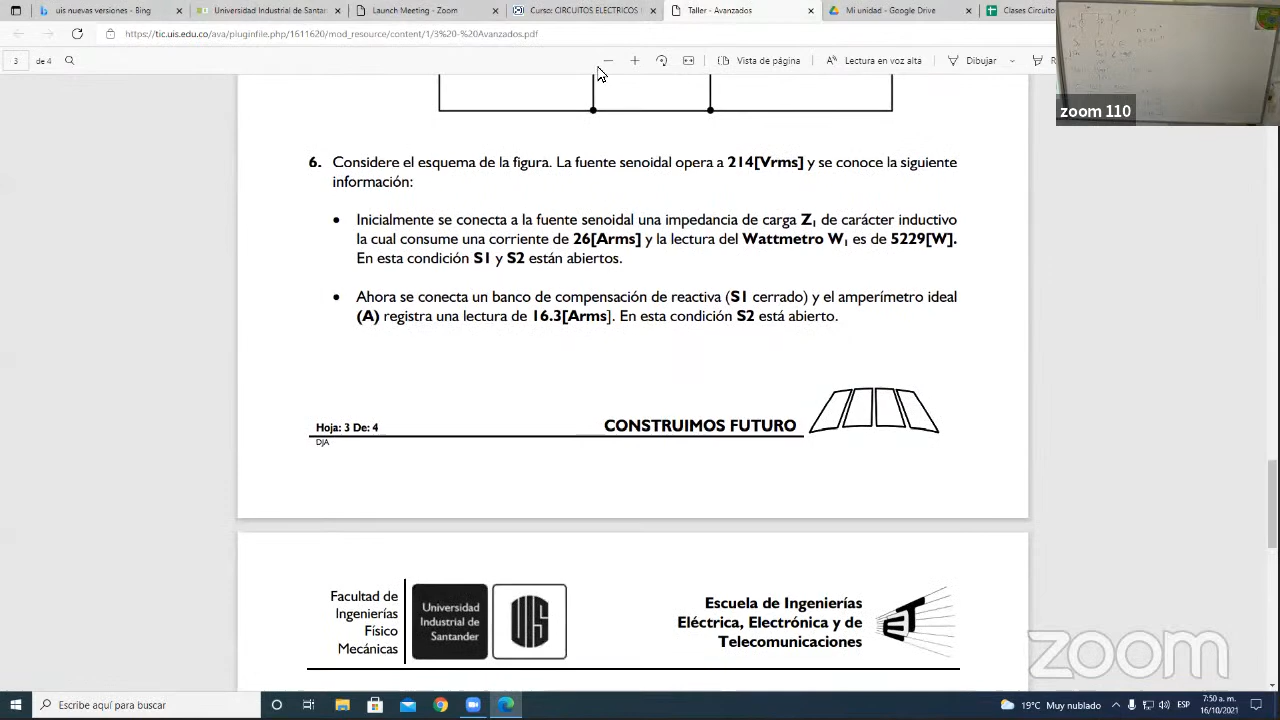 uis nuevas versiones - Bing
Universidad Industrial de Santan
Launch Meeting - Zoom
Curso: CIRCUITOS ELECTRICOS
Taller - Avanzados
Mi unidad - Google Drive
Clases Circuitos
https://tic.uis.edu.co/ava/pluginfile.php/1611620/mod_resource/content/1/3%20-%20Avanzados.pdf
3 de 4
Vista de página
Lectura en voz alta
Dibujar
zoom 110
6. Considere el esquema de la figura. La fuente senoidal opera a 214[Vrms] y se conoce la siguiente
información:
• Inicialmente se conecta a la fuente senoidal una impedancia de carga Z1 de carácter inductivo
la cual consume una corriente de 26[Arms] y la lectura del Wattmetro W1 es de 5229[W].
En esta condición S1 y S2 están abiertos.
• Ahora se conecta un banco de compensación de reactiva (S1 cerrado) y el amperímetro ideal
(A) registra una lectura de 16.3[Arms]. En esta condición S2 está abierto.
Hoja: 3 De: 4
CONSTRUIMOS FUTURO
DJA
Facultad de
Ingenierías
Físico
Mecánicas
Universidad
Industrial de
Santander
UIS
Escuela de Ingenierías
Eléctrica, Electrónica y de
Telecomunicaciones
zoom
Escribe aquí para buscar
19°C Muy nublado
ESP
7:50 a. m.
16/10/2021